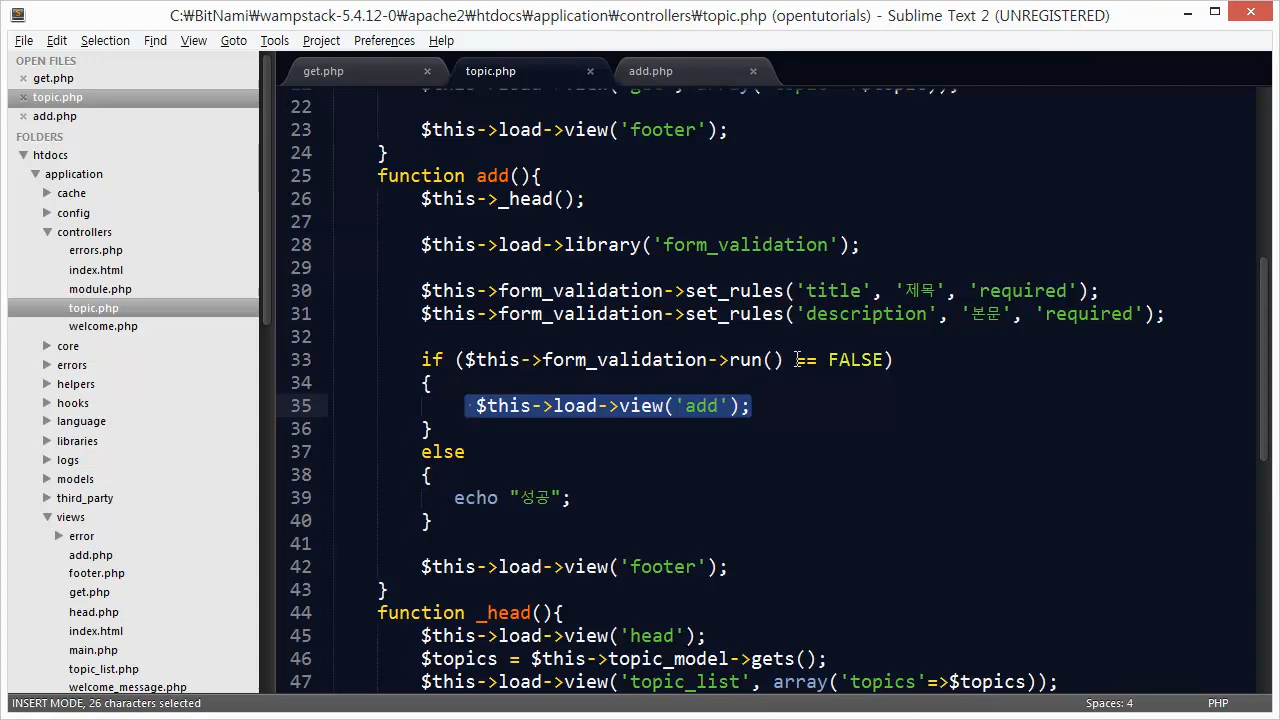 C:₩BitNami₩wampstack-5.4.12-0₩apache2₩htdocs₩application₩controllers₩topic.php (opentutorials) - Sublime Text 2 (UNREGISTERED)
File Edit Selection Find View Goto Tools Project Preferences Help
OPEN FILES
get.php
topic.php
add.php
FOLDERS
htdocs
application
cache
config
controllers
errors.php
index.html
module.php
topic.php
welcome.php
core
errors
helpers
hooks
language
libraries
logs
models
third_party
views
error
add.php
footer.php
get.php
head.php
index.html
main.php
topic_list.php
welcome_message.php
get.php topic.php add.php
22
23 $this->load->view('footer');
24 }
25 function add(){
26 $this->_head();
27
28 $this->load->library('form_validation');
29
30 $this->form_validation->set_rules('title', '제목', 'required');
31 $this->form_validation->set_rules('description', '본문', 'required');
32
33 if ($this->form_validation->run() == FALSE)
34 {
35 $this->load->view('add');
36 }
37 else
38 {
39 echo "성공";
40 }
41
42 $this->load->view('footer');
43 }
44 function _head(){
45 $this->load->view('head');
46 $topics = $this->topic_model->gets();
47 $this->load->view('topic_list', array('topics'=>$topics));
INSERT MODE, 26 characters selected Spaces: 4 PHP